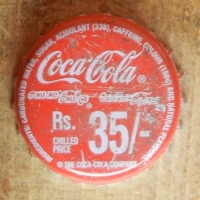 INGREDIENTS: CARBONATED WATER, SUGAR, ACIDULANT (338), CAFFEINE, COLOUR (150d) AND NATURAL FLAVOURS
Coca-Cola
Rs. 35/-
CHILLED
PRICE
© THE COCA-COLA COMPANY